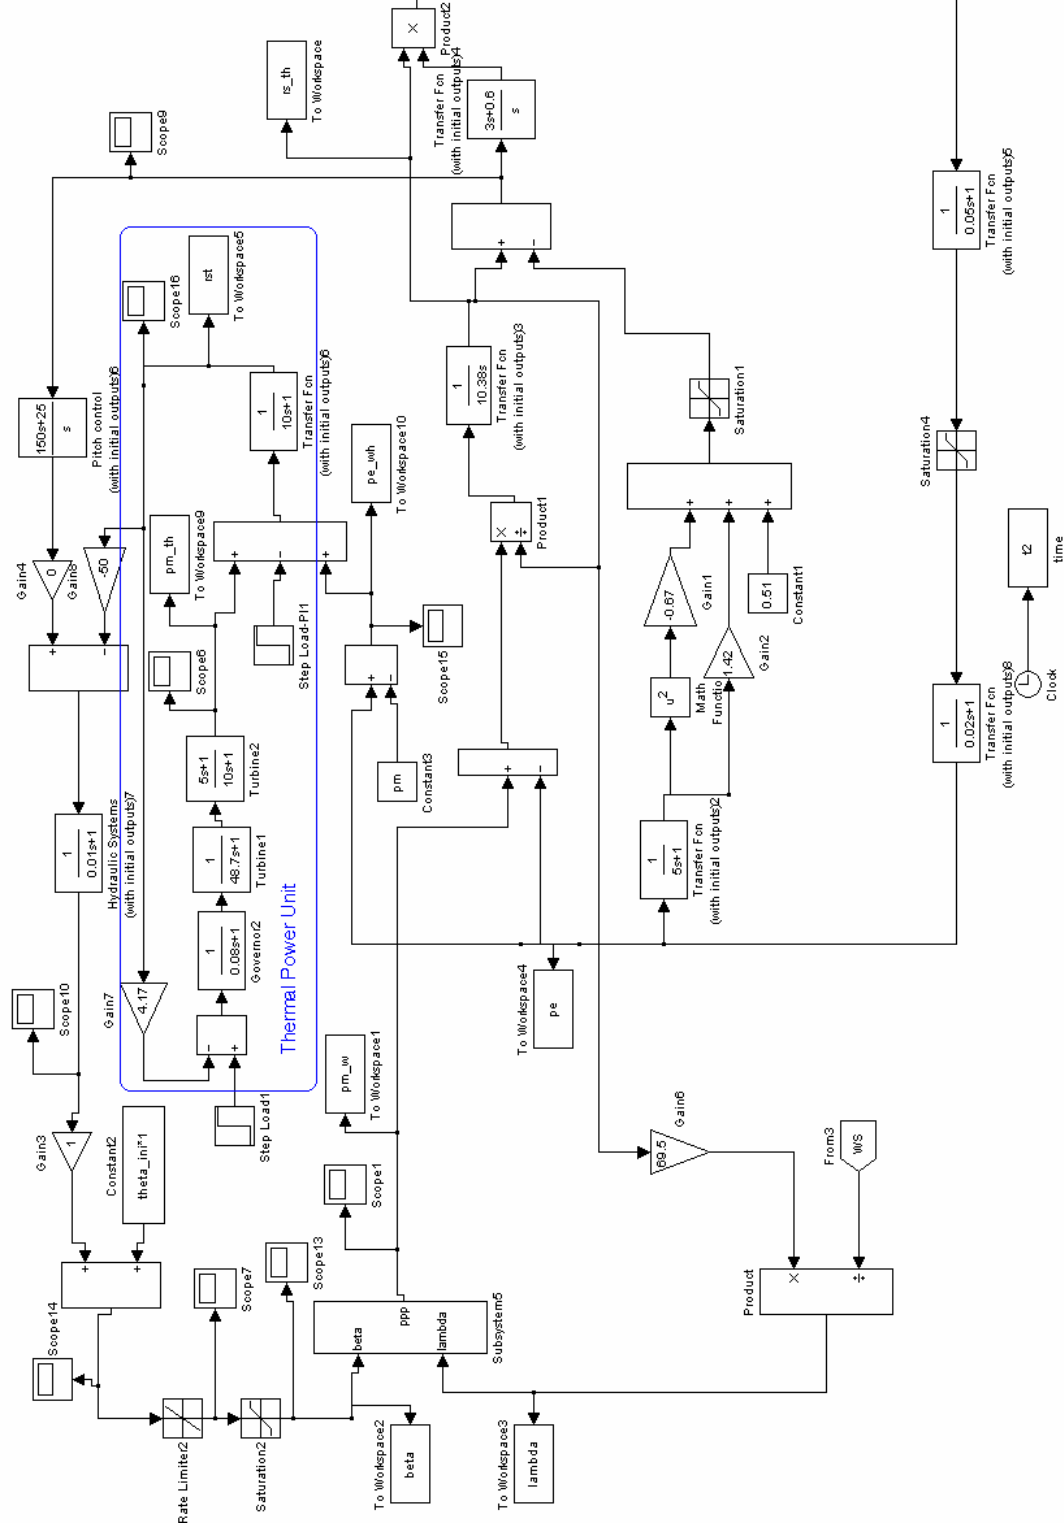 Scope14
Gain3
1
Scope10
Hydraulic Systems
(with initial outputs)7
1
0.01s+1
Gain4
0
Gain8
-50
Pitch control
(with initial outputs)6
150s+25
s
Scope9
Constant2
theta_ini*1
+
+
+
-
Gain7
4.17
Rate Limiter2
Scope7
Saturation2
Scope13
Step Load1
-
+
Governor2
1
0.08s+1
Turbine1
1
48.7s+1
Turbine2
5s+1
10s+1
Scope6
pm_th
To Workspace9
Scope16
rst
To Workspace5
Thermal Power Unit
Step Load-PI1
+
-
+
1
10s+1
Transfer Fcn
(with initial outputs)6
rs_th
To Workspace
Scope1
pm_w
To Workspace1
pm
Constant3
+
-
Scope15
pe_wh
To Workspace10
To Workspace2
beta
beta
lambda
ppp
Subsystem5
+
-
×
÷
Product1
1
10.38s
Transfer Fcn
(with initial outputs)3
+
-
3s+0.6
s
Transfer Fcn
(with initial outputs)4
×
Product2
To Workspace3
lambda
To Workspace4
pe
Gain6
69.5
1
5s+1
Transfer Fcn
(with initial outputs)2
u²
Math
Functio
-0.67
Gain1
1.42
Gain2
0.51
Constant1
+
+
+
Saturation1
Product
×
÷
From3
WS
1
0.02s+1
Transfer Fcn
(with initial outputs)8
Saturation4
1
0.05s+1
Transfer Fcn
(with initial outputs)5
Clock
t2
time